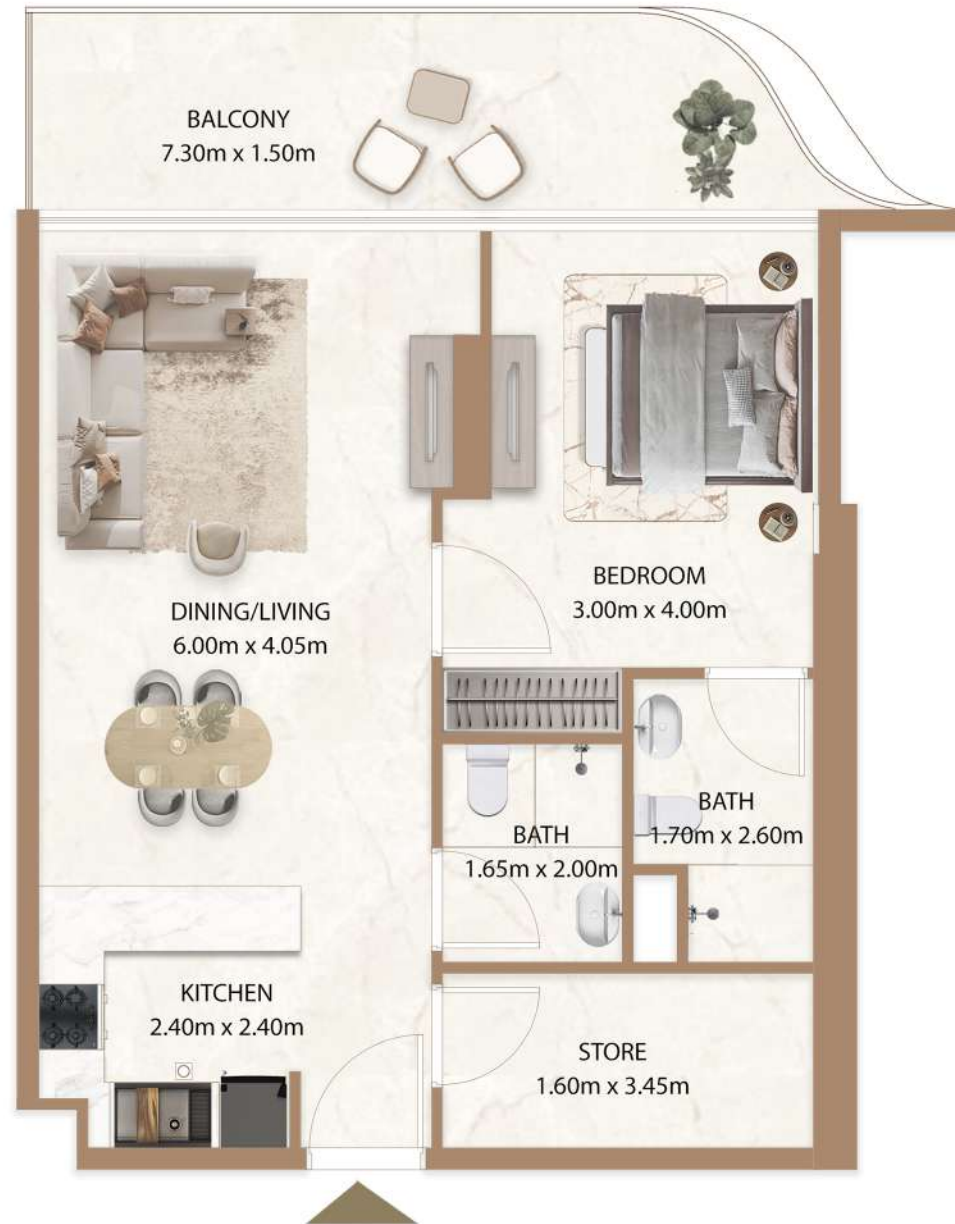 BALCONY
7.30m x 1.50m
DINING/LIVING
6.00m x 4.05m
BEDROOM
3.00m x 4.00m
BATH
1.70m x 2.60m
BATH
1.65m x 2.00m
KITCHEN
2.40m x 2.40m
STORE
1.60m x 3.45m